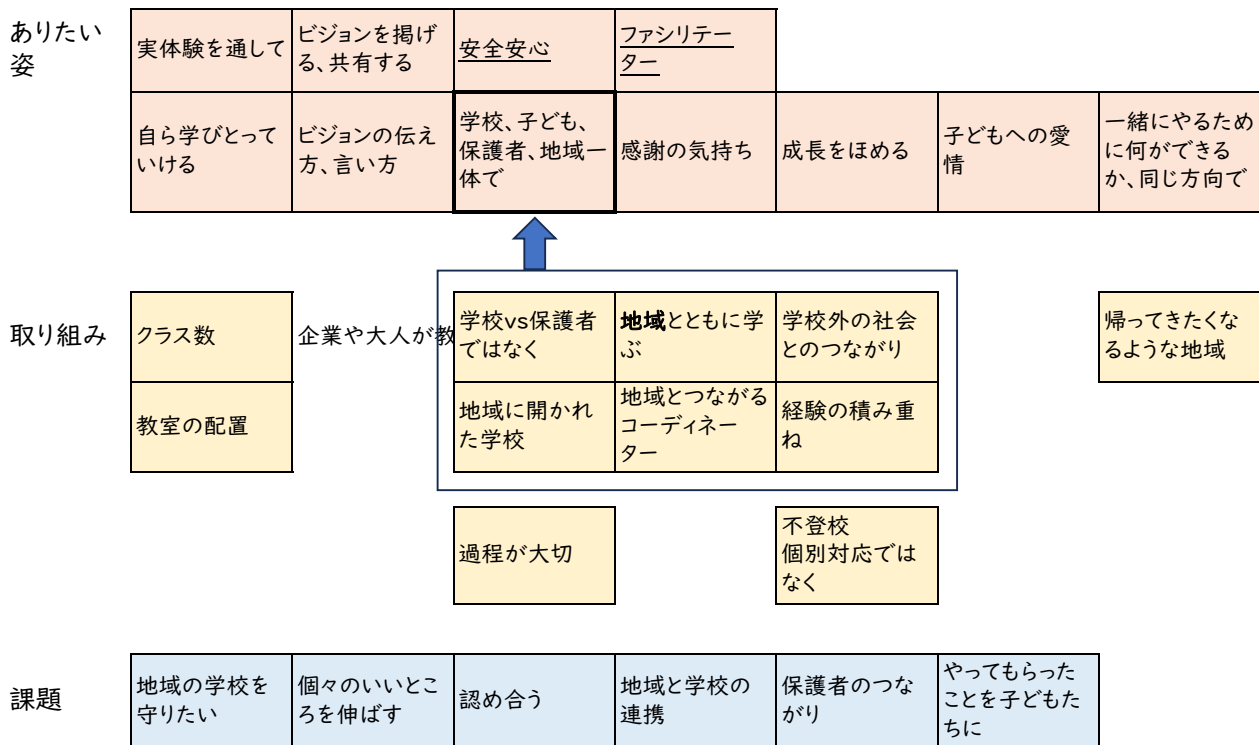 ありたい
姿
実体験を通して
ビジョンを掲げ
る、共有する
安全安心
ファシリテー
ター
自ら学びとって
いける
ビジョンの伝え
方、言い方
学校、子ども、
保護者、地域一
体で
感謝の気持ち
成長をほめる
子どもへの愛
情
一緒にやるため
に何ができる
か、同じ方向で
取り組み
クラス数
企業や大人が教
学校vs保護者
ではなく
地域とともに学
ぶ
学校外の社会
とのつながり
帰ってきたくな
るような地域
教室の配置
地域に開かれ
た学校
地域とつながる
コーディネー
ター
経験の積み重
ね
過程が大切
不登校
個別対応では
なく
課題
地域の学校を
守りたい
個々のいいとこ
ろを伸ばす
認め合う
地域と学校の
連携
保護者のつな
がり
やってもらった
ことを子どもた
ちに